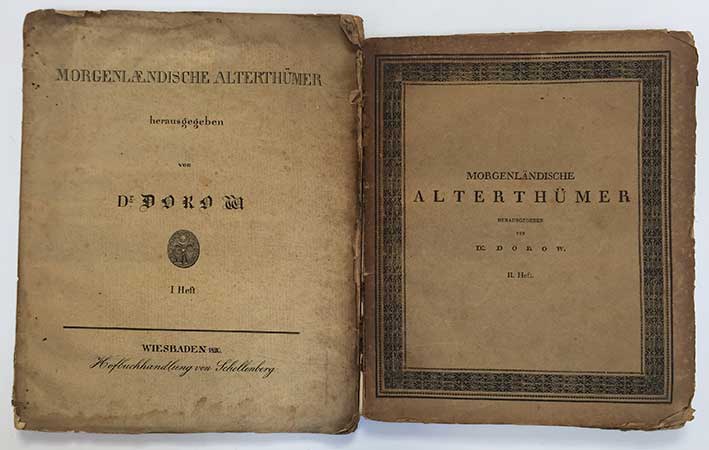 MORGENLÆNDISCHE ALTERTHÜMER
herausgegeben
von
Dr. DOROW
I Heft
WIESBADEN
Hofbuchhandlung von Schellenberg
MORGENLÄNDISCHE
ALTERTHÜMER
HERAUSGEGEBEN
VON
Dr. DOROW.
II. Heft.